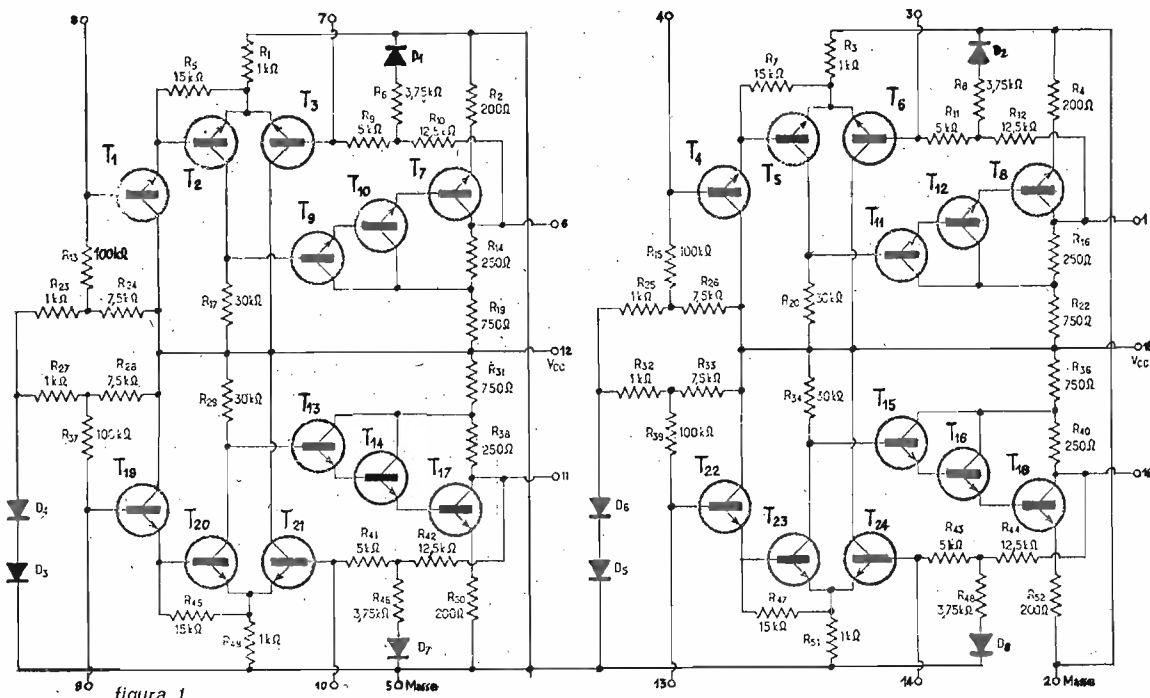 8
7
4
3
R1
1kΩ
R5
15kΩ
D1
R6
3,75kΩ
R2
200Ω
T3
R9
5kΩ
R10
12,5kΩ
T1
T2
T10
T7
T9
6
R13
100kΩ
R14
250Ω
R23
1kΩ
R24
7,5kΩ
R17
30kΩ
R19
750Ω
12
VCC
R27
1kΩ
R28
7,5kΩ
R29
30kΩ
R31
750Ω
R37
100kΩ
T13
T14
R38
250Ω
T17
11
T19
T20
T21
R41
5kΩ
R42
12,5kΩ
D4
D3
R45
15kΩ
R46
3,75kΩ
R50
200Ω
R49
1kΩ
D7
9
10
5
Masse
R3
1kΩ
R7
15kΩ
D2
R8
3,75kΩ
R4
200Ω
T6
R11
5kΩ
R12
12,5kΩ
T4
T5
T12
T8
T11
1
R15
100kΩ
R16
250Ω
R25
1kΩ
R26
7,5kΩ
R20
30kΩ
R22
750Ω
VCC
R32
1kΩ
R33
7,5kΩ
R34
30kΩ
R36
750Ω
R39
100kΩ
T15
T16
R40
250Ω
T18
T22
T23
T24
R43
5kΩ
R44
12,5kΩ
D6
D5
R47
15kΩ
R48
3,75kΩ
R52
200Ω
R51
1kΩ
D8
13
14
2
Masse
figura 1